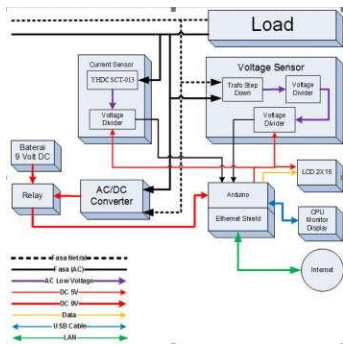 Load
Current Sensor
YHDCSCT-013
Voltage
Divider
Voltage Sensor
Trafo Step
Down
Voltage
Divider
Voltage
Divider
Baterai
9 Volt DC
Relay
AC/DC
Converter
Arduino
Ethernet Shield
LCD 2X16
CPU
Monitor
Display
Internet
Fasa Netral
Fasa (AC)
AC Low Voltage
DC 5V
DC 9V
Data
USB Cable
LAN